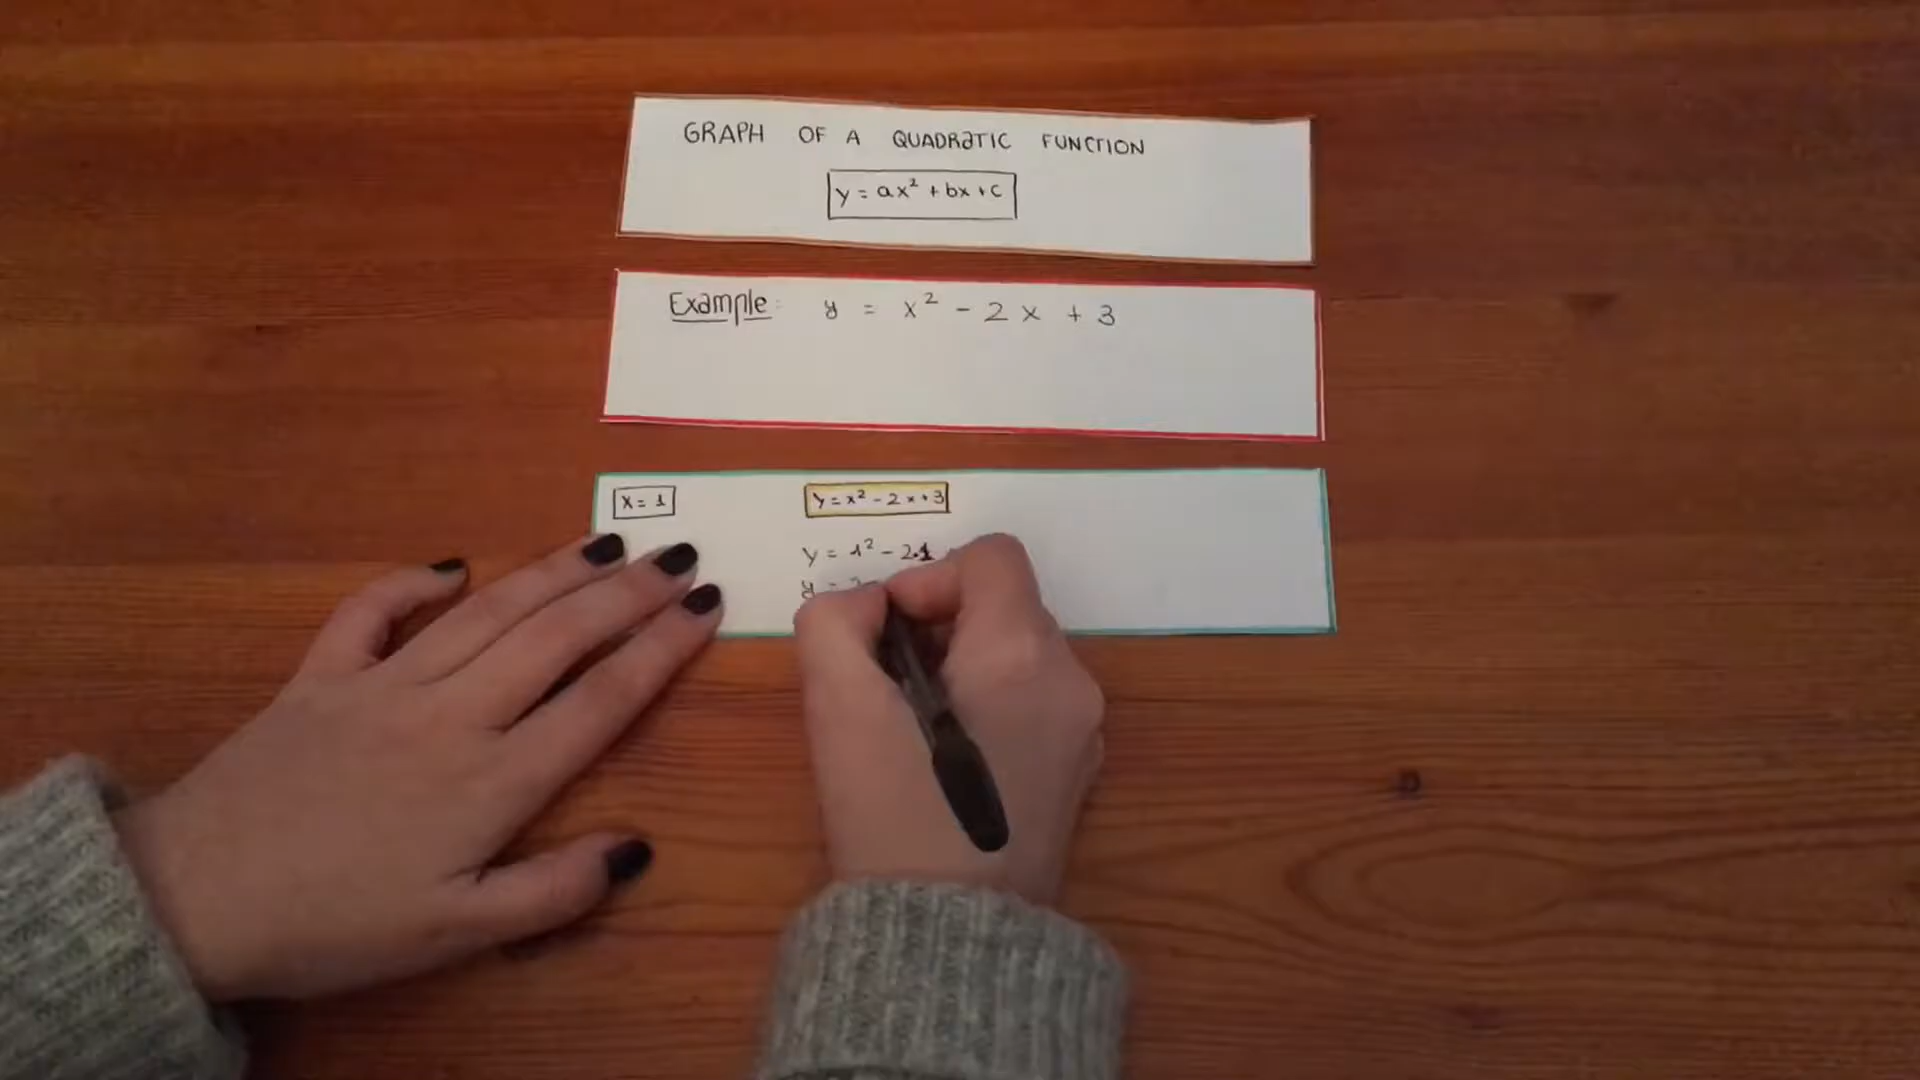 GRAPH OF A QUADRATIC FUNCTION
y = ax² + bx + c
Example: y = x² - 2x + 3
x = 1
y = x² - 2x + 3
y = 1² - 2.1
y =